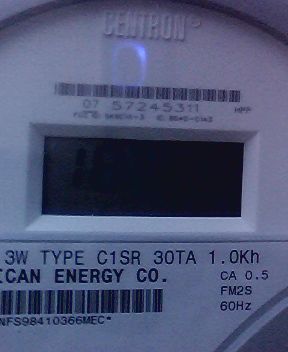 CENTRON®
07 57245311
3W TYPE C1SR 30TA 1.0Kh
ICAN ENERGY CO.
CA 0.5
FM2S
60Hz
NFS98410366MEC*